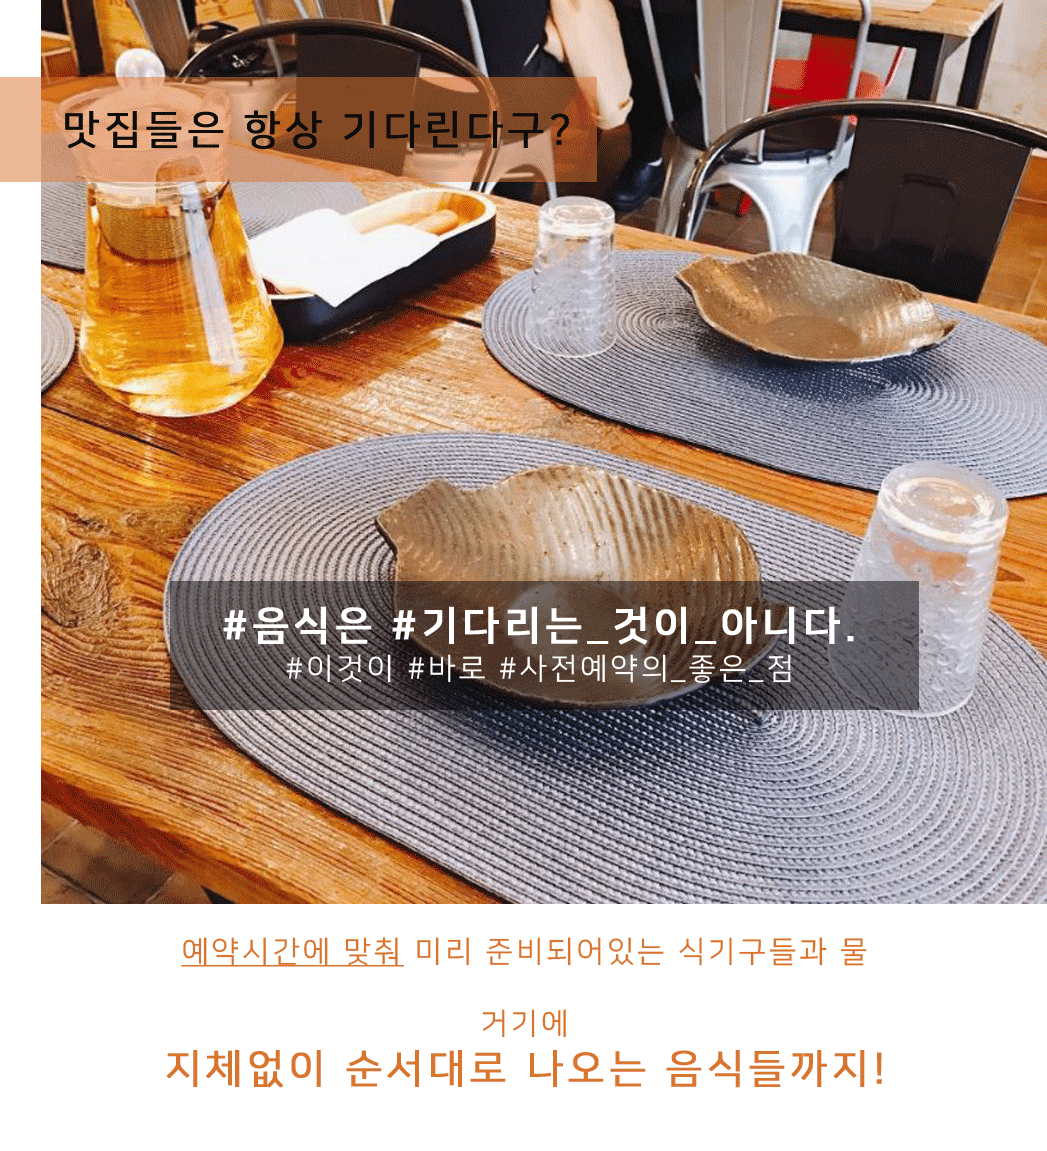 맛집들은 항상 기다린다구?
#음식은 #기다리는_것이_아니다.
#이것이 #바로 #사전예약의_좋은_점
예약시간에 맞춰 미리 준비되어있는 식기구들과 물
거기에
지체없이 순서대로 나오는 음식들까지!